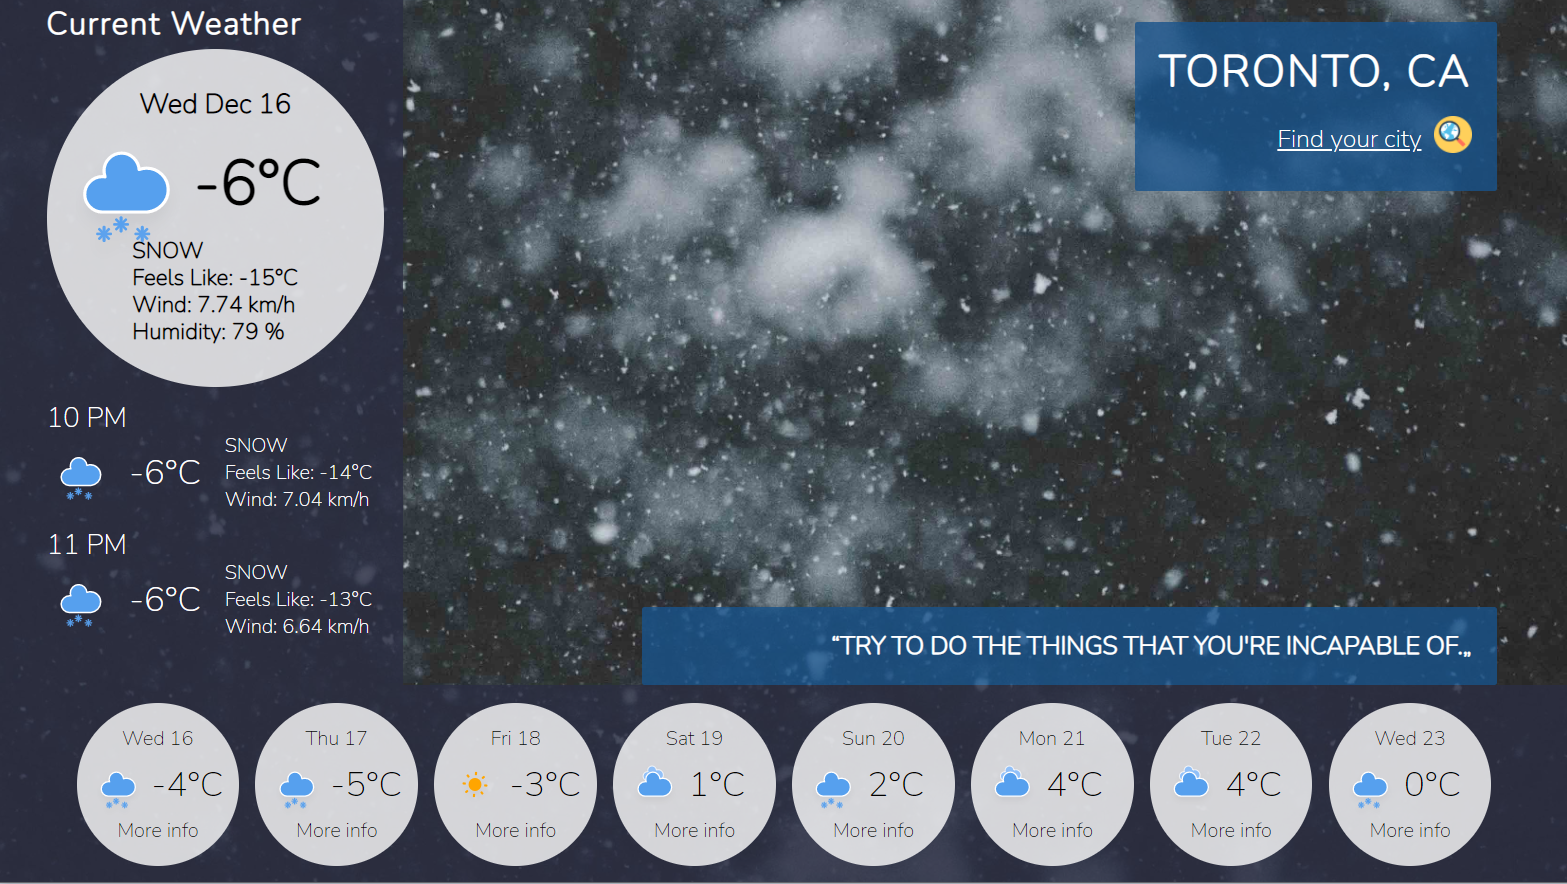 Current Weather
Wed Dec 16
-6°C
SNOW
Feels Like: -15°C
Wind: 7.74 km/h
Humidity: 79 %
10 PM
-6°C
SNOW
Feels Like: -14°C
Wind: 7.04 km/h
11 PM
-6°C
SNOW
Feels Like: -13°C
Wind: 6.64 km/h
TORONTO, CA
Find your city
“TRY TO DO THE THINGS THAT YOU'RE INCAPABLE OF.„
Wed 16
-4°C
More info
Thu 17
-5°C
More info
Fri 18
-3°C
More info
Sat 19
1°C
More info
Sun 20
2°C
More info
Mon 21
4°C
More info
Tue 22
4°C
More info
Wed 23
0°C
More info